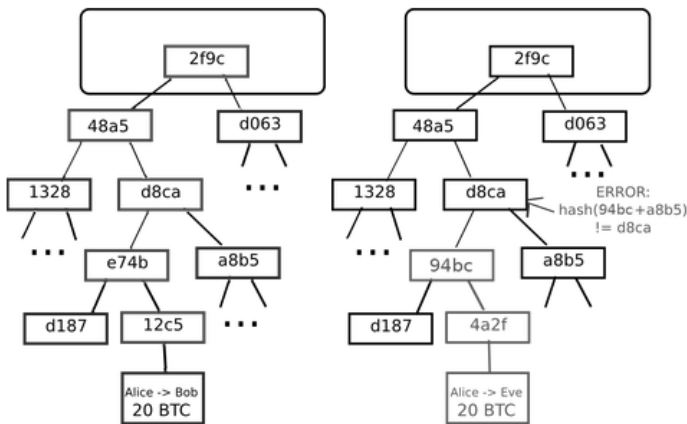 2f9c
48a5
d063
1328
d8ca
...
...
e74b
a8b5
d187
12c5
...
Alice -> Bob
20 BTC
2f9c
48a5
d063
1328
d8ca
...
ERROR:
hash(94bc+a8b5)
!= d8ca
...
94bc
a8b5
d187
4a2f
Alice -> Eve
20 BTC